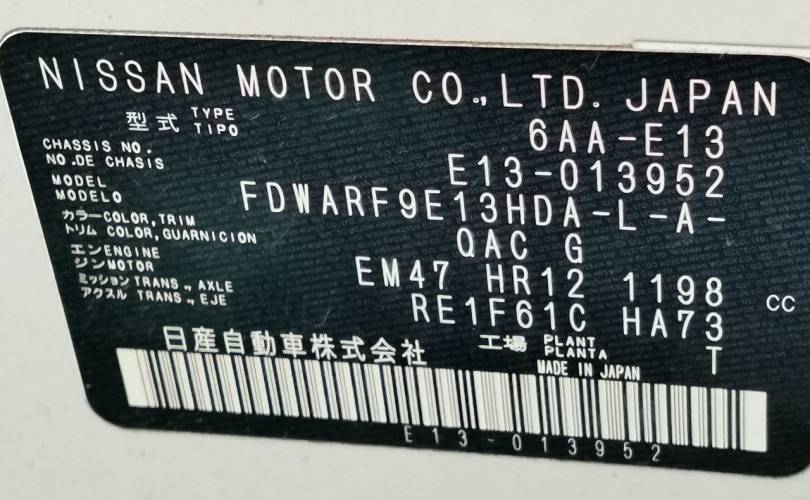 NISSAN MOTOR CO.,LTD. JAPAN
型式 TYPE TIPO 6AA-E13
CHASSIS NO. NO.DE CHASIS E13-013952
MODEL MODELO FDWARF9E13HDA-L-A-
カラー COLOR,TRIM トリム COLOR,GUARNICION QAC G
エンジン ENGINE MOTOR EM47 HR12 1198 CC
ミッション TRANS., AXLE アクスル TRANS., EJE RE1F61C HA73
日産自動車株式会社 工場 PLANT PLANTA T
MADE IN JAPAN
E13-013952